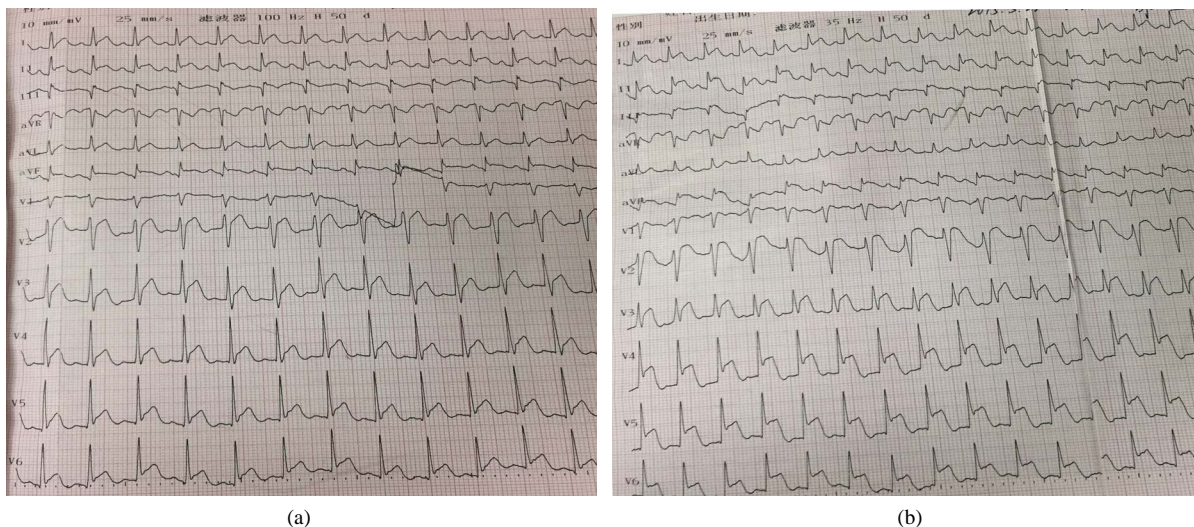 10 mm/mV 25 mm/s 滤波器 100 Hz H 50 d
I
II
III
aVR
aVL
aVF
V1
V2
V3
V4
V5
V6
(a)
性别 出生日期:
10 mm/mV 25 mm/s 滤波器 35 Hz H 50 d
I
II
III
aVR
aVL
aVF
V1
V2
V3
V4
V5
V6
(b)